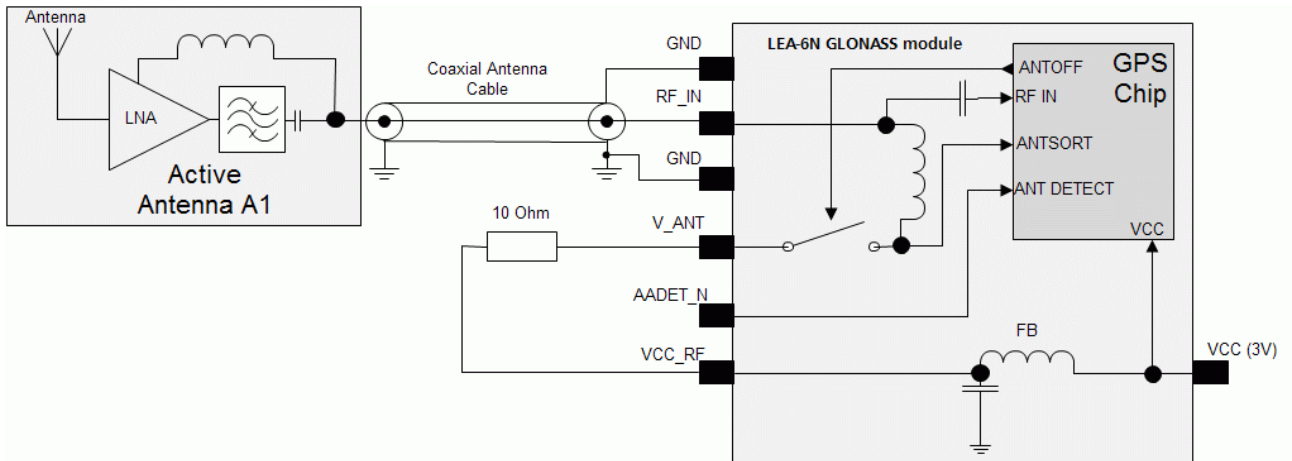 Antenna
LNA
Active
Antenna A1
Coaxial Antenna
Cable
10 Ohm
GND
RF_IN
GND
V_ANT
AADET_N
VCC_RF
LEA-6N GLONASS module
GPS
Chip
ANTOFF
RF IN
ANTSORT
ANT DETECT
VCC
FB
VCC (3V)